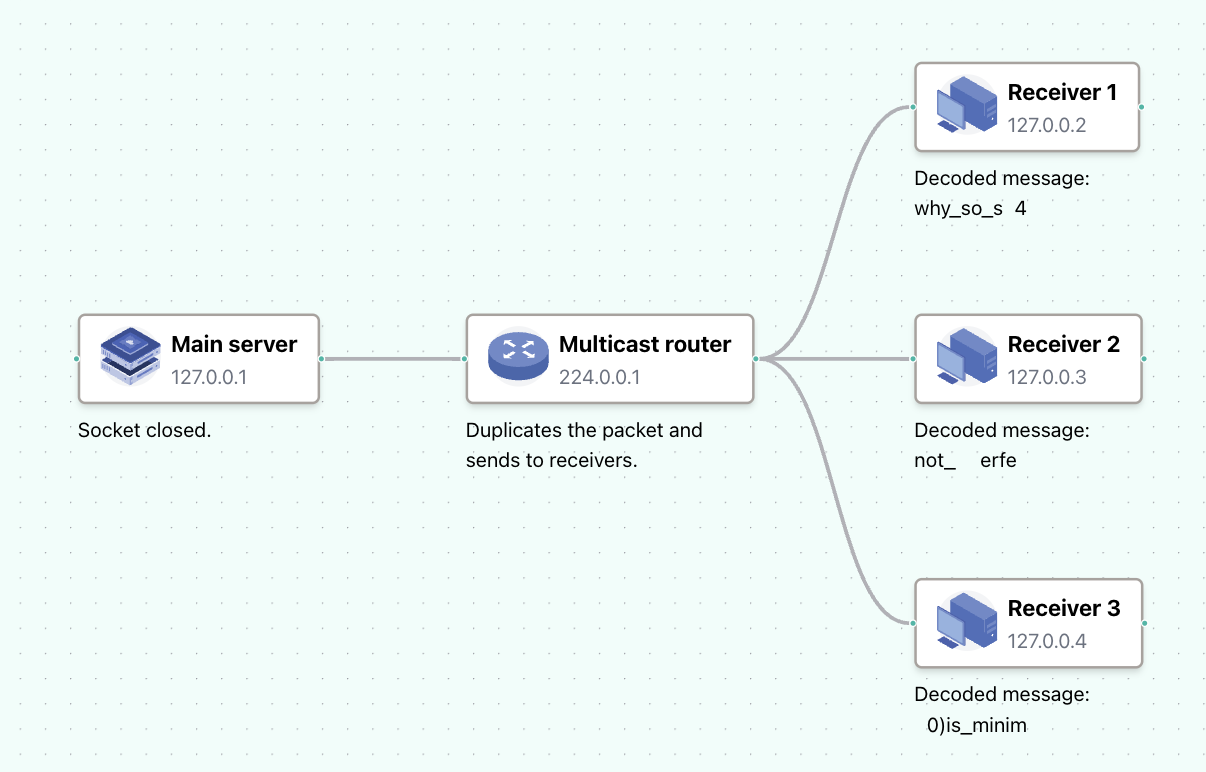 Receiver 1
127.0.0.2
Decoded message:
why_so_s  4
Main server
127.0.0.1
Socket closed.
Multicast router
224.0.0.1
Duplicates the packet and
sends to receivers.
Receiver 2
127.0.0.3
Decoded message:
not_    erfe
Receiver 3
127.0.0.4
Decoded message:
  0)is_minim